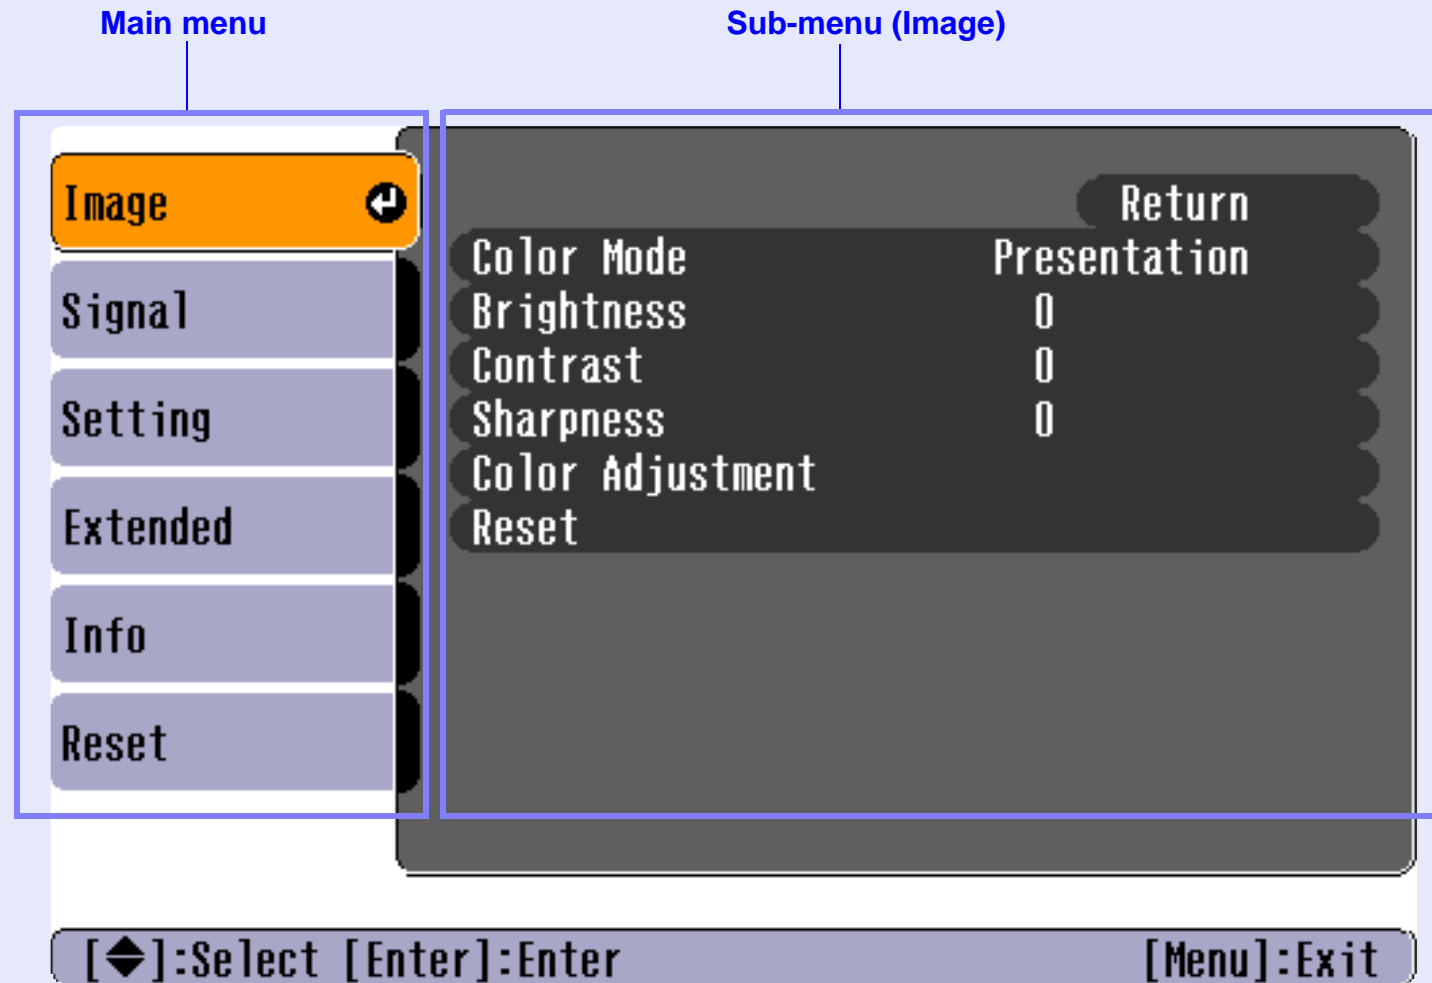 Main menu
Sub-menu (Image)
Image
Signal
Setting
Extended
Info
Reset
Return
Color Mode Presentation
Brightness 0
Contrast 0
Sharpness 0
Color Adjustment
Reset
[◆]:Select [Enter]:Enter [Menu]:Exit